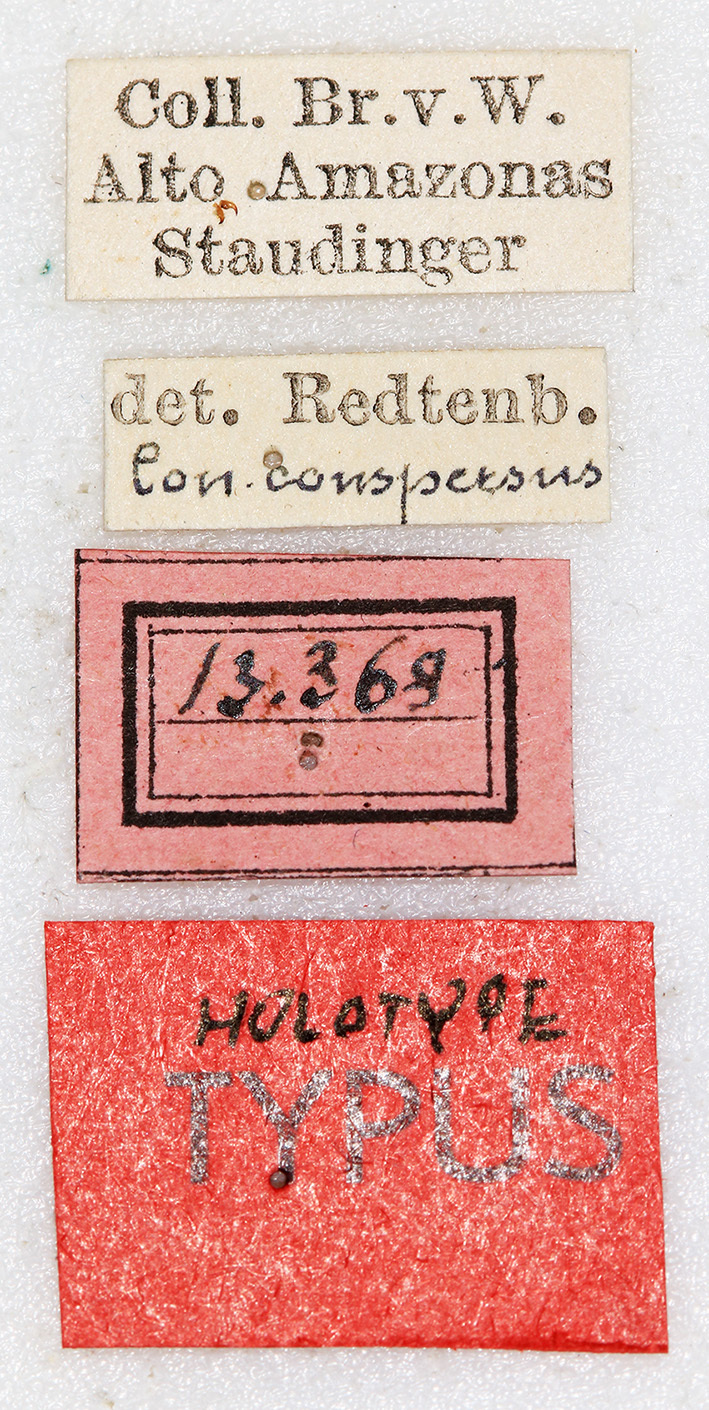 Coll. Br.v.W.
Alto Amazonas
Staudinger
det. Redtenb.
Con. conspersus
13.369
HOLOTYPE
TYPUS